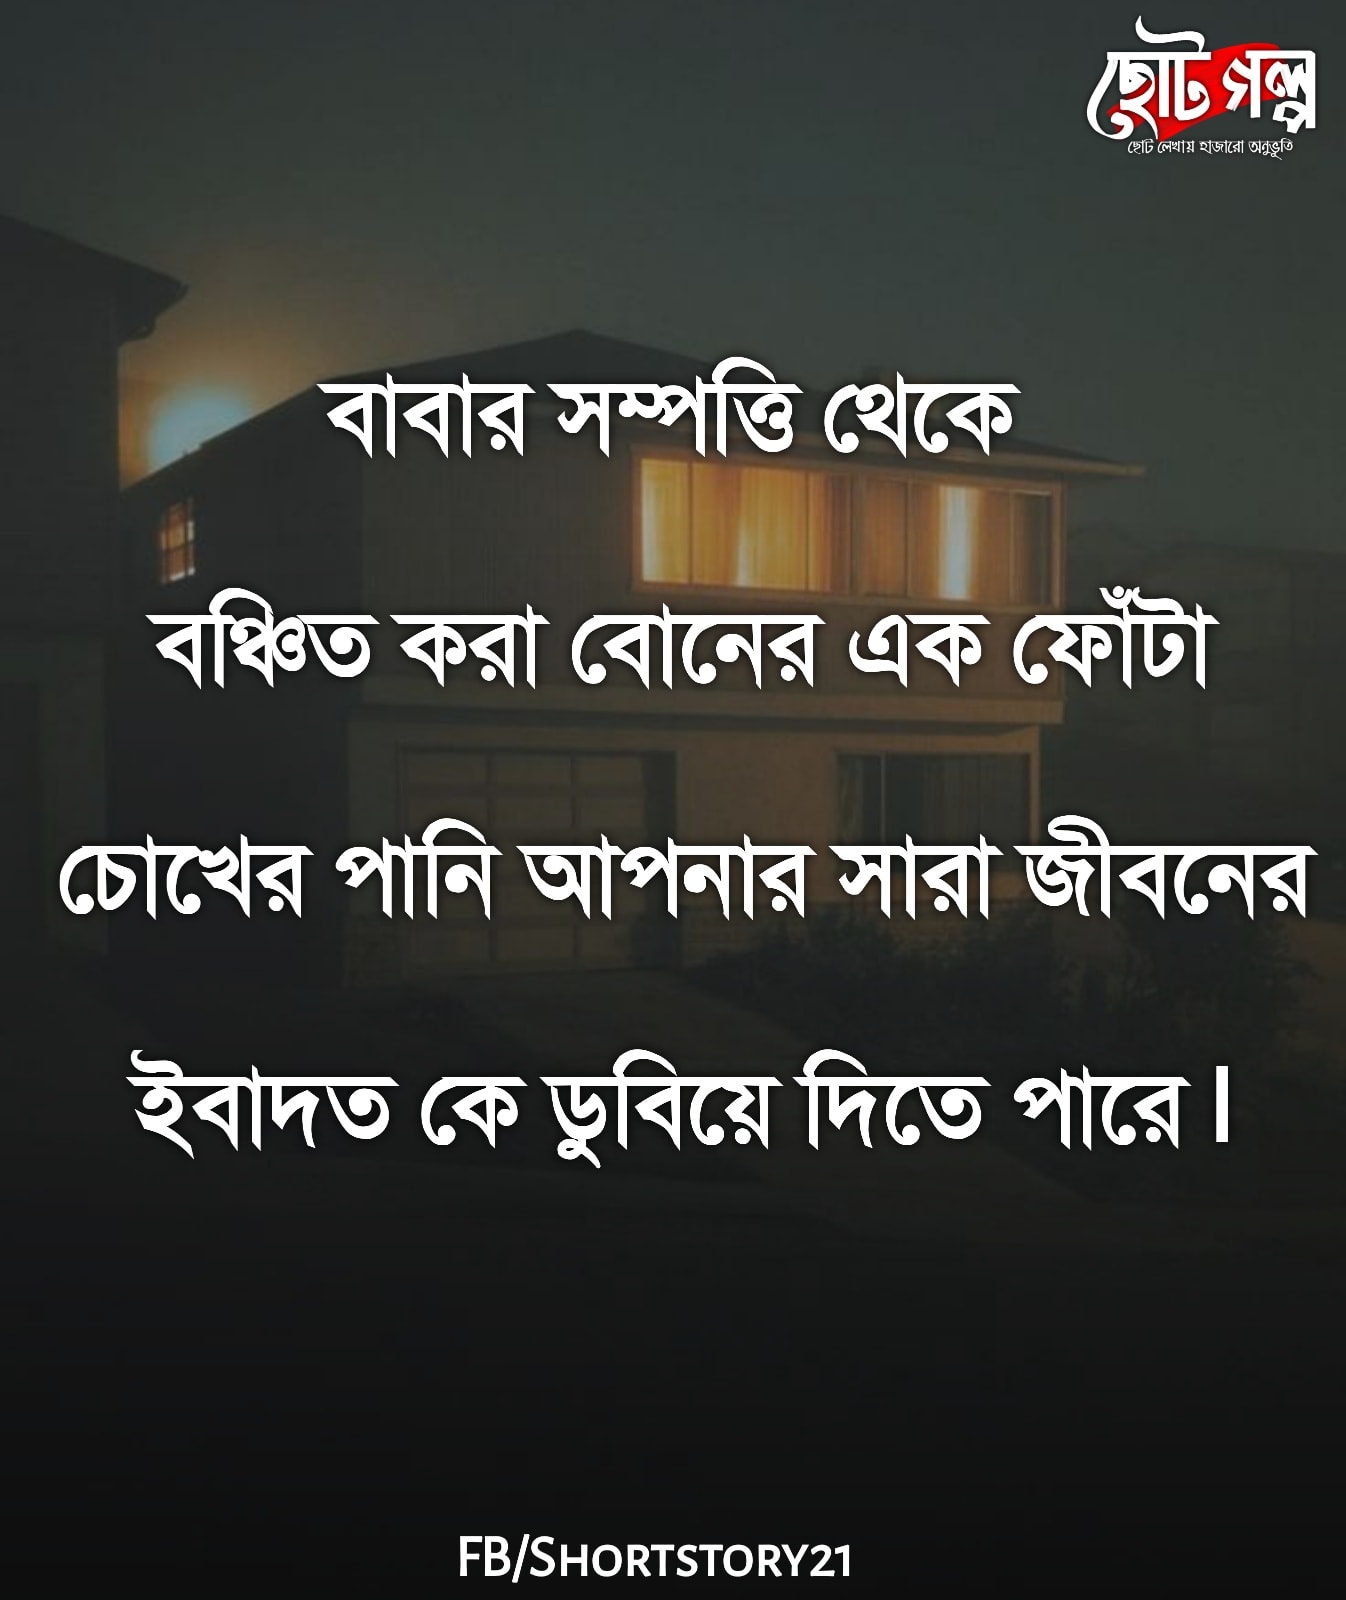 ছোট গল্প
ছোট লেখায় হাজারো অনুভূতি
বাবার সম্পত্তি থেকে
বঞ্চিত করা বোনের এক ফোঁটা
চোখের পানি আপনার সারা জীবনের
ইবাদত কে ডুবিয়ে দিতে পারে।
FB/Shortstory21